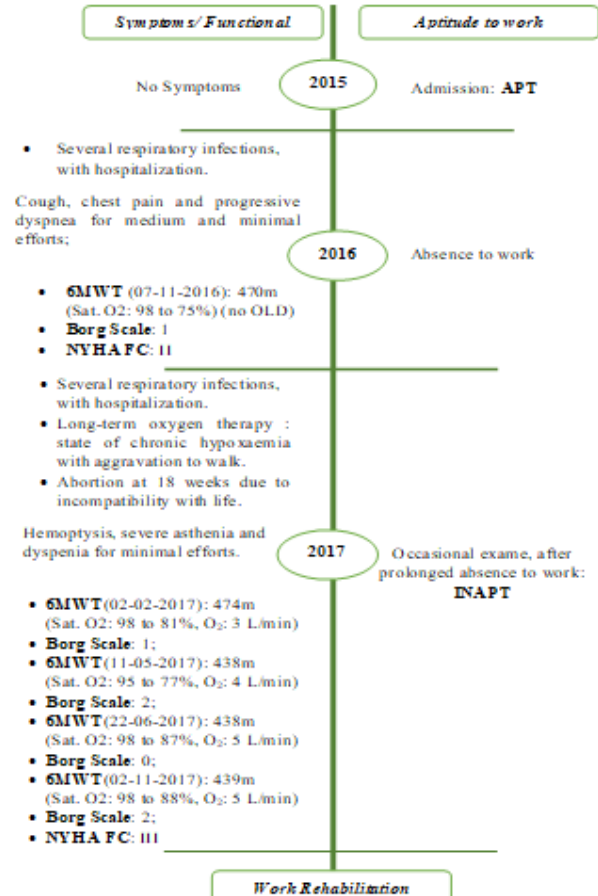 Symptoms/ Functional
Aptitude to work
No Symptoms
2015
Admission: APT
• Several respiratory infections,
with hospitalization.
Cough, chest pain and progressive
dyspnea for medium and minimal
efforts;
2016
Absence to work
• 6MWT (07-11-2016): 470m
(Sat. O2: 98 to 75%) (no OLD)
• Borg Scale: 1
• NYHA FC: II
• Several respiratory infections,
with hospitalization.
• Long-term oxygen therapy :
state of chronic hypoxaemia
with aggravation to walk.
• Abortion at 18 weeks due to
incompatibility with life.
Hemoptysis, severe asthenia and
dyspenia for minimal efforts.
2017
Occasional exame, after
prolonged absence to work:
INAPT
• 6MWT(02-02-2017): 474m
(Sat. O2: 98 to 81%, O₂: 3 L/min)
• Borg Scale: 1;
• 6MWT(11-05-2017): 438m
(Sat. O2: 95 to 77%, O₂: 4 L/min)
• Borg Scale: 2;
• 6MWT(22-06-2017): 438m
(Sat. O2: 98 to 87%, O₂: 5 L/min)
• Borg Scale: 0;
• 6MWT(02-11-2017): 439m
(Sat. O2: 98 to 88%, O₂: 5 L/min)
• Borg Scale: 2;
• NYHA FC: III
Work Rehabilitation